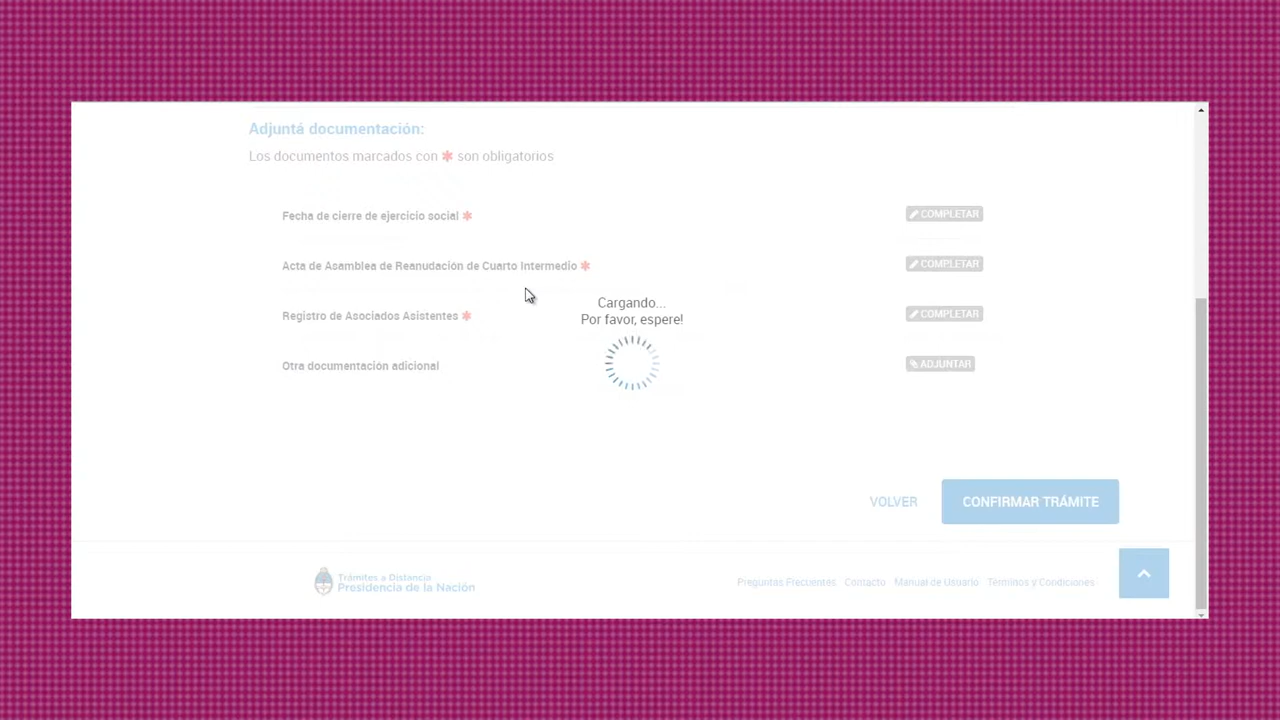 Adjuntá documentación:
Los documentos marcados con * son obligatorios
Fecha de cierre de ejercicio social * COMPLETAR
Acta de Asamblea de Reanudación de Cuarto Intermedio * COMPLETAR
Cargando...
Por favor, espere!
Registro de Asociados Asistentes * COMPLETAR
Otra documentación adicional ADJUNTAR
VOLVER CONFIRMAR TRÁMITE
Trámites a Distancia
Presidencia de la Nación
Preguntas Frecuentes Contacto Manual de Usuario Términos y Condiciones